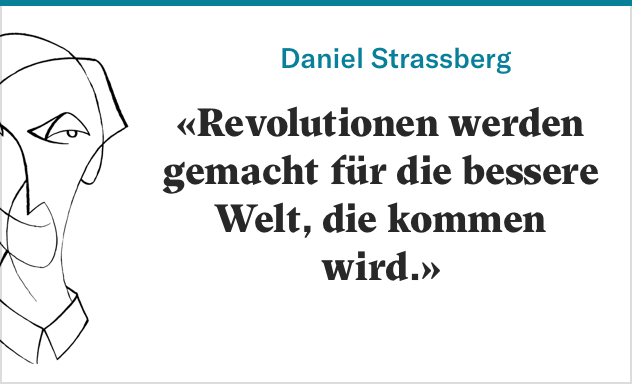 Daniel Strassberg
«Revolutionen werden
gemacht für die bessere
Welt, die kommen
wird.»